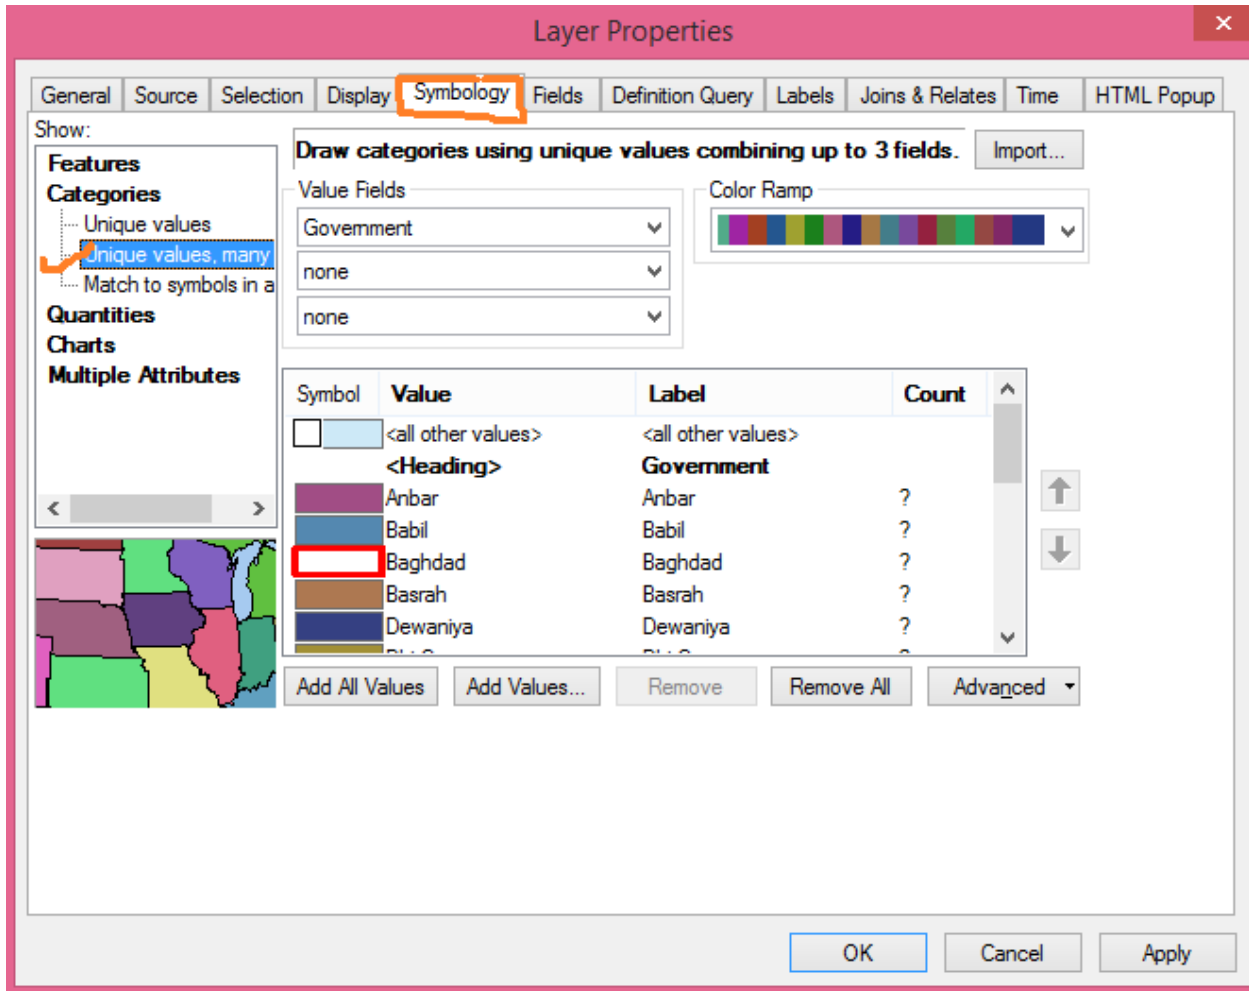 Layer Properties
General Source Selection Display Symbology Fields Definition Query Labels Joins & Relates Time HTML Popup
Show:
Features
Categories
Unique values
Unique values, many
Match to symbols in a
Quantities
Charts
Multiple Attributes
Draw categories using unique values combining up to 3 fields.
Import...
Value Fields
Government
none
none
Color Ramp
Symbol Value Label Count
<all other values> <all other values>
<Heading> Government
Anbar Anbar ?
Babil Babil ?
Baghdad Baghdad ?
Basrah Basrah ?
Dewaniya Dewaniya ?
Add All Values Add Values... Remove Remove All Advanced
OK Cancel Apply